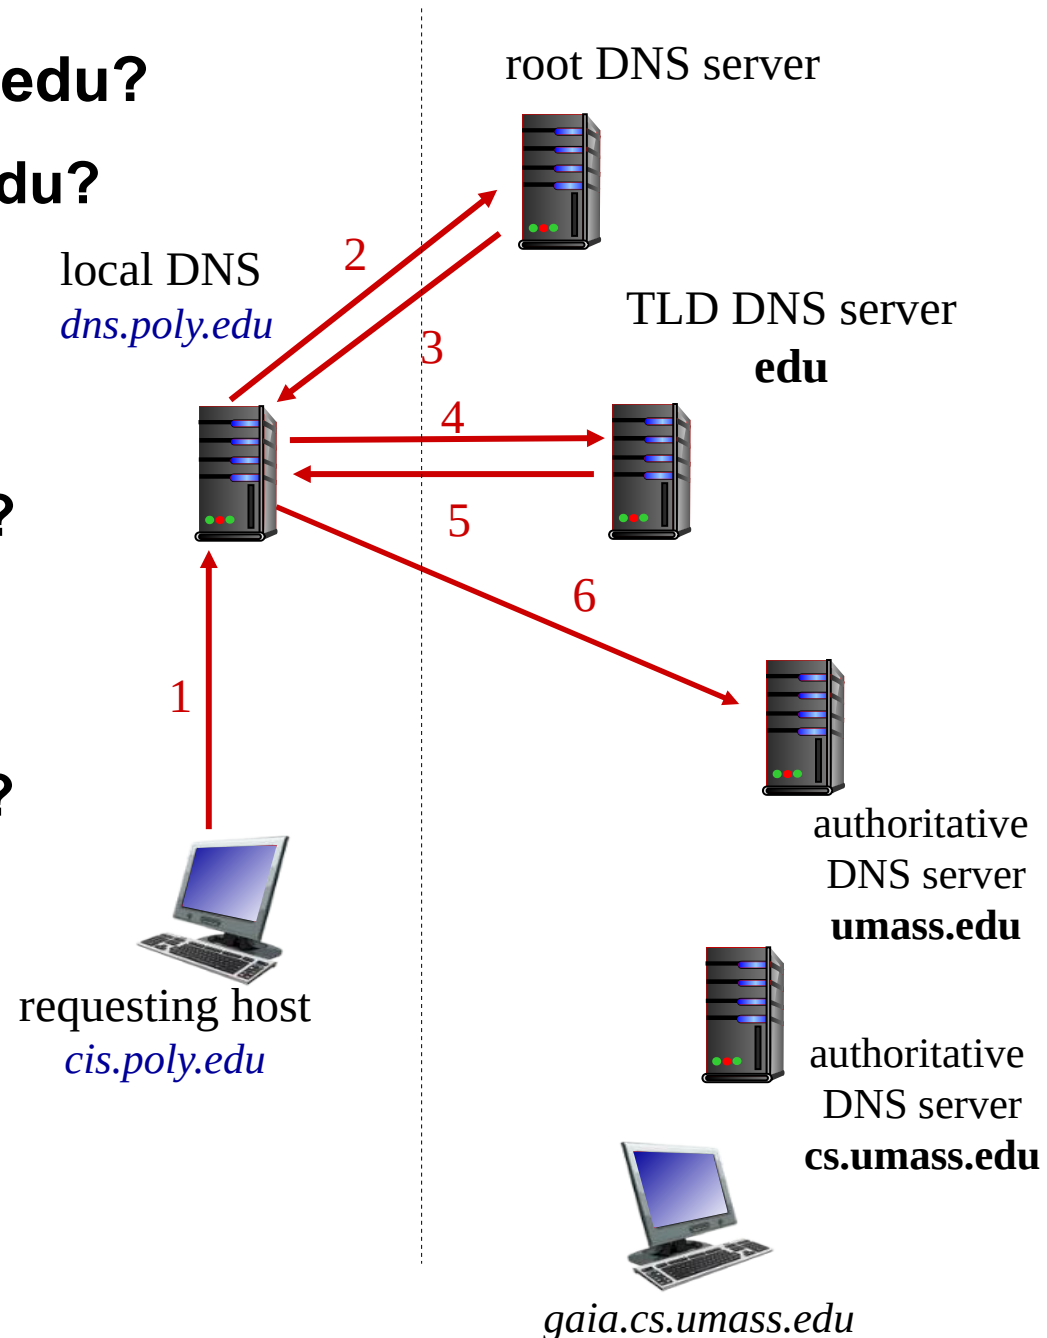 edu?
root DNS server
du?
2
local DNS
dns.poly.edu
TLD DNS server
edu
3
4
?
5
6
1
?
authoritative
DNS server
umass.edu
requesting host
cis.poly.edu
authoritative
DNS server
cs.umass.edu
gaia.cs.umass.edu